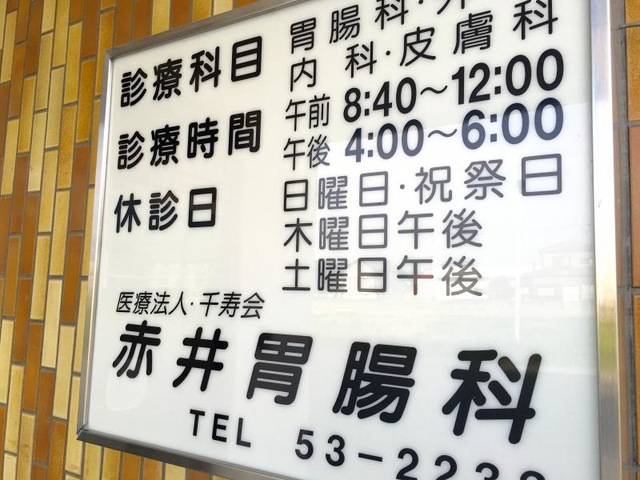 診療科目 胃腸科・外
内 科・皮膚科
診療時間 午前 8:40～12:00
午後 4:00～6:00
休診日 日曜日・祝祭日
木曜日午後
土曜日午後
医療法人・千寿会
赤井胃腸科
TEL 53-223